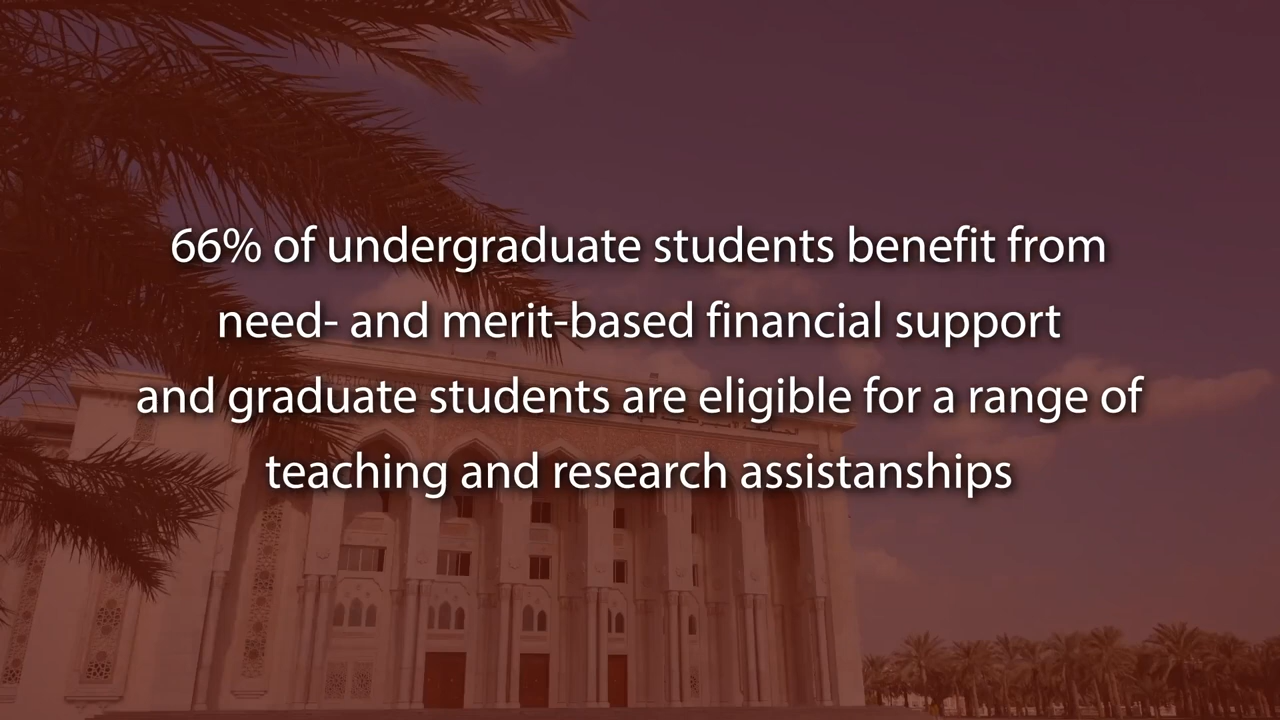 66% of undergraduate students benefit from
need- and merit-based financial support
and graduate students are eligible for a range of
teaching and research assistanships